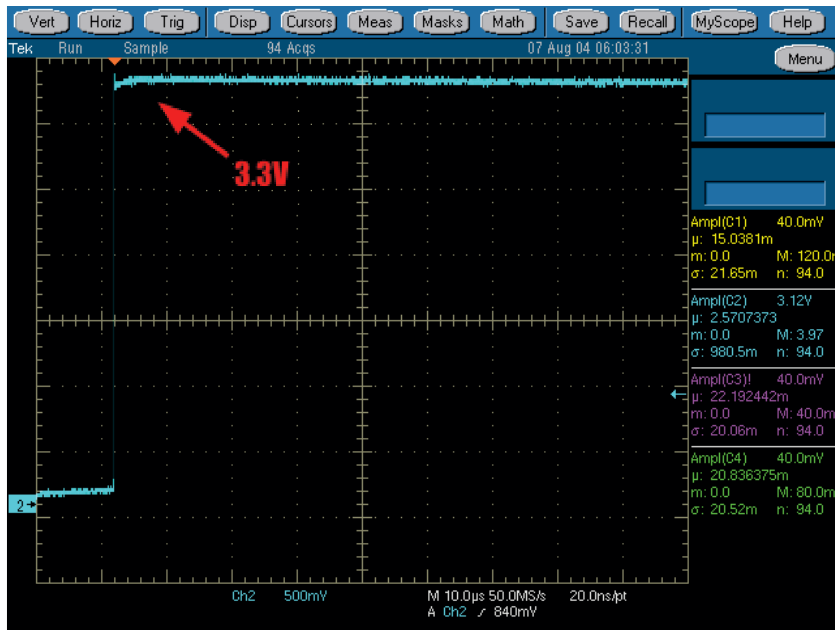 Vert Horiz Trig Disp Cursors Meas Masks Math Save Recall MyScope Help
Tek Run Sample 94 Acqs 07 Aug 04 06:03:31
Menu
3.3V
Ampl(C1) 40.0mV
µ: 15.0381m
m: 0.0 M: 120.0
σ: 21.65m n: 94.0
Ampl(C2) 3.12V
µ: 2.5707373
m: 0.0 M: 3.97
σ: 980.5m n: 94.0
Ampl(C3)! 40.0mV
µ: 22.192442m
m: 0.0 M: 40.0m
σ: 20.06m n: 94.0
Ampl(C4) 40.0mV
µ: 20.836375m
m: 0.0 M: 80.0m
σ: 20.52m n: 94.0
2
Ch2 500mV M 10.0µs 50.0MS/s 20.0ns/pt
A Ch2 840mV